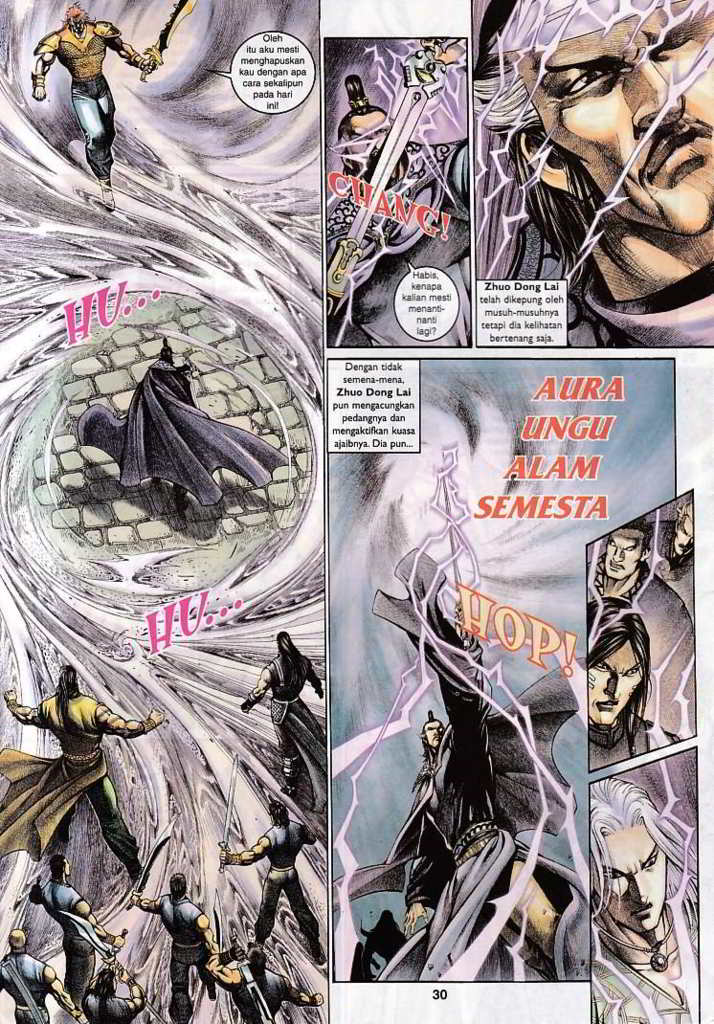 Oleh
itu aku mesti
menghapuskan
kau dengan apa
cara sekalipun
pada hari
ini!
HU...
HU...
CHANG!
Habis,
kenapa
kalian mesti
menanti-
nanti
lagi?
Zhuo Dong Lai
telah dikepung oleh
musuh-musuhnya
tetapi dia kelihatan
bertenang saja.
Dengan tidak
semena-mena,
Zhuo Dong Lai
pun mengacungkan
pedangnya dan
mengaktifkan kuasa
ajaibnya. Dia pun...
AURA
UNGU
ALAM
SEMESTA
HOP!
30